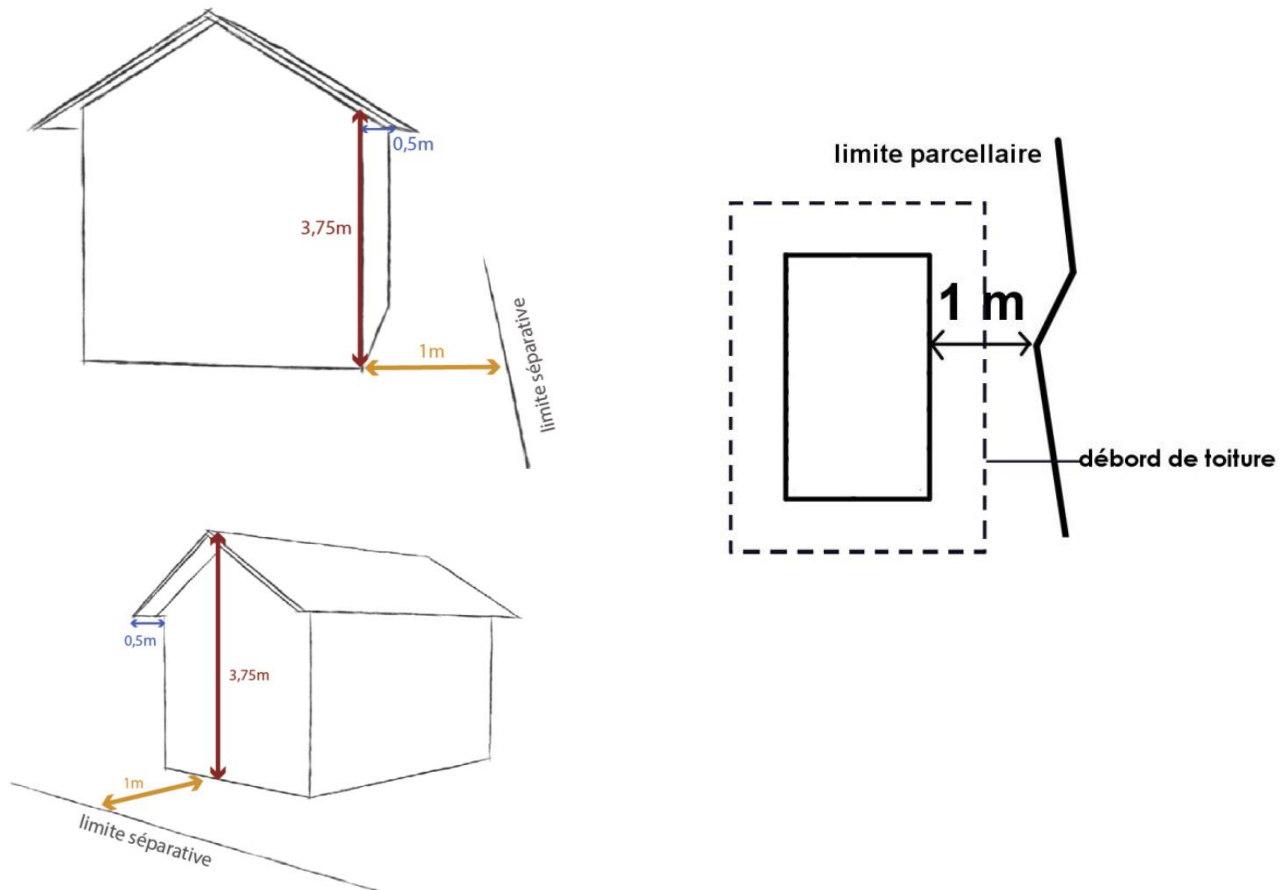 0,5m
3,75m
1m
limite séparative
0,5m
3,75m
1m
limite séparative
limite parcellaire
1 m
débord de toiture